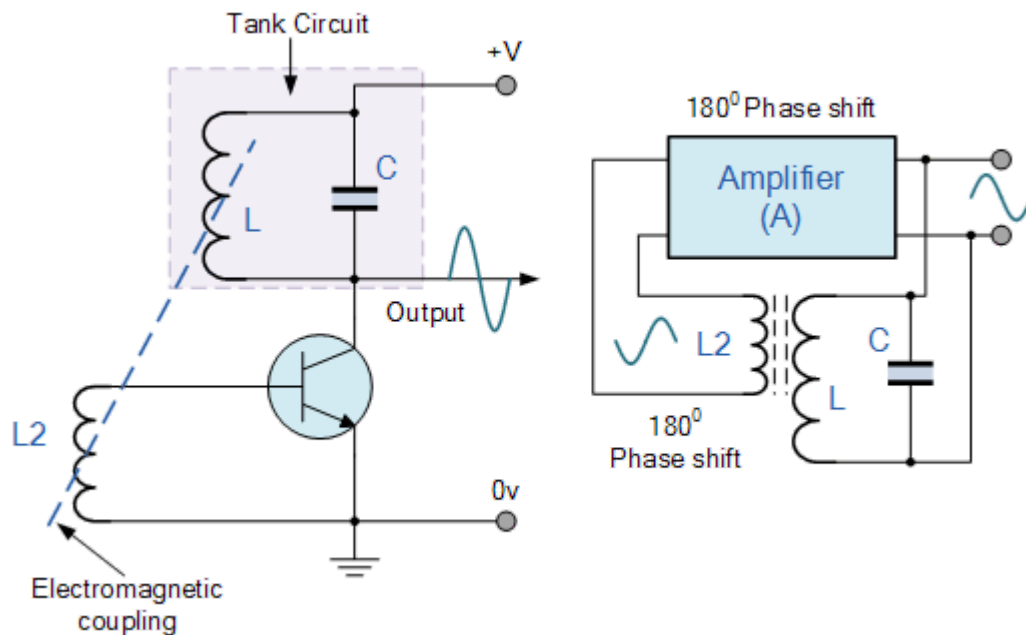 Tank Circuit
+V
C
L
Output
L2
0v
Electromagnetic
coupling
180⁰ Phase shift
Amplifier
(A)
L2
C
L
180⁰
Phase shift